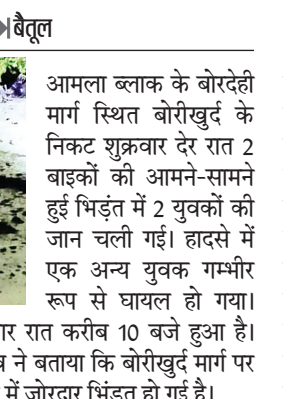 बैतूल
आमला ब्लाक के बोरदेही
मार्ग स्थित बोरीखुर्द के
निकट शुक्रवार देर रात 2
बाइकों की आमने-सामने
हुई भिड़ंत में 2 युवकों की
जान चली गई। हादसे में
एक अन्य युवक गम्भीर
रूप से घायल हो गया।
रात करीब 10 बजे हुआ है।
ने बताया कि बोरीखुर्द मार्ग पर
में जोरदार भिड़ंत हो गई है।